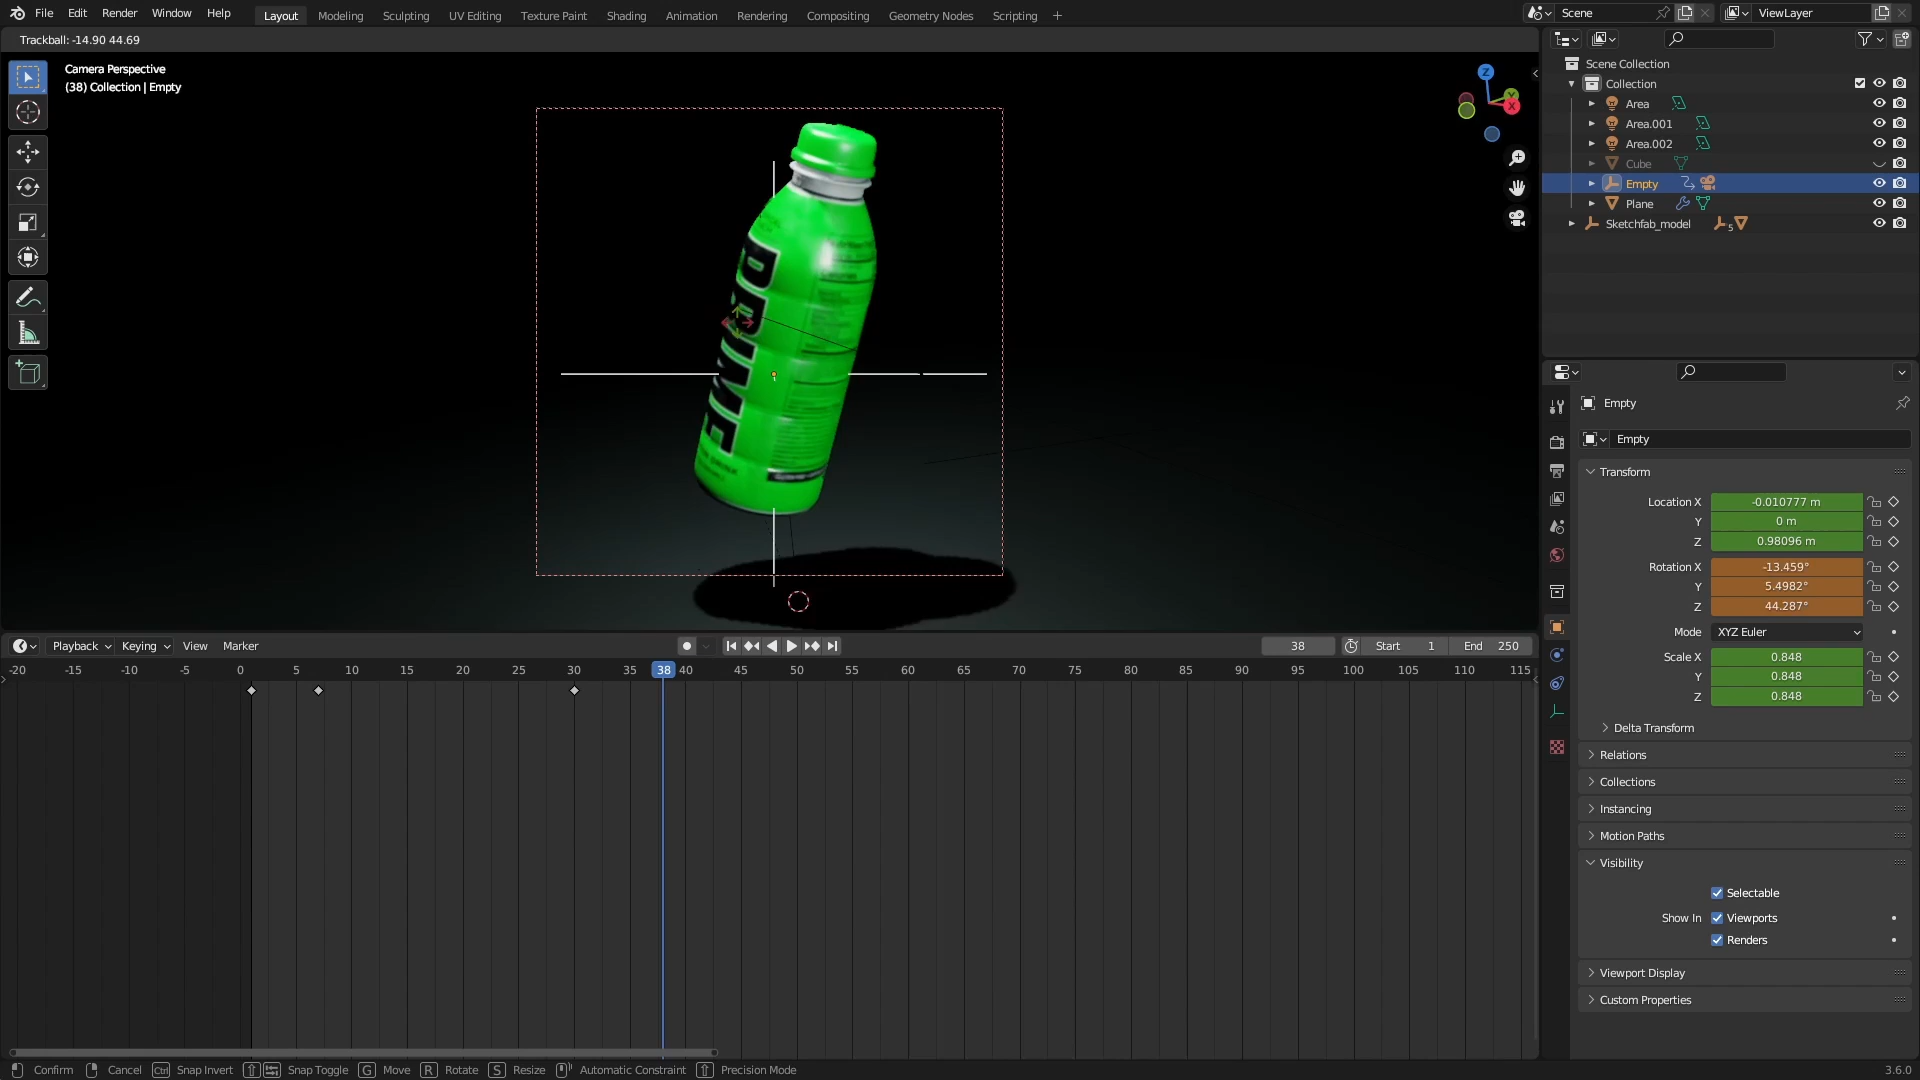 File Edit Render Window Help Layout Modeling Sculpting UV Editing Texture Paint Shading Animation Rendering Compositing Geometry Nodes Scripting + Scene ViewLayer
Trackball: -14.90 44.69
Camera Perspective
(38) Collection | Empty
Z
Y
X
PRIME
Scene Collection
Collection
Area
Area.001
Area.002
Cube
Empty
Plane
Sketchfab_model 5
Empty
Empty
Transform
Location X -0.010777 m
Y 0 m
Z 0.98096 m
Rotation X -13.459°
Y 5.4982°
Z 44.287°
Mode XYZ Euler
Scale X 0.848
Y 0.848
Z 0.848
Delta Transform
Relations
Collections
Instancing
Motion Paths
Visibility
Selectable
Show In Viewports
Renders
Viewport Display
Custom Properties
Playback Keying View Marker 38 Start 1 End 250
-20 -15 -10 -5 0 5 10 15 20 25 30 35 38 40 45 50 55 60 65 70 75 80 85 90 95 100 105 110 115
Confirm Cancel Ctrl Snap Invert Snap Toggle G Move R Rotate S Resize Automatic Constraint Precision Mode 3.6.0